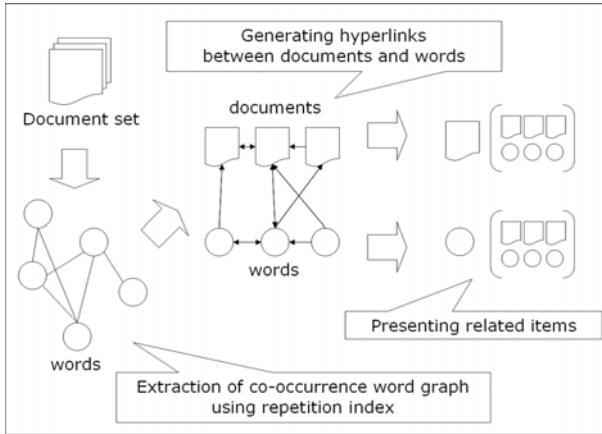 Generating hyperlinks
between documents and words
Document set
documents
words
words
Presenting related items
Extraction of co-occurrence word graph
using repetition index